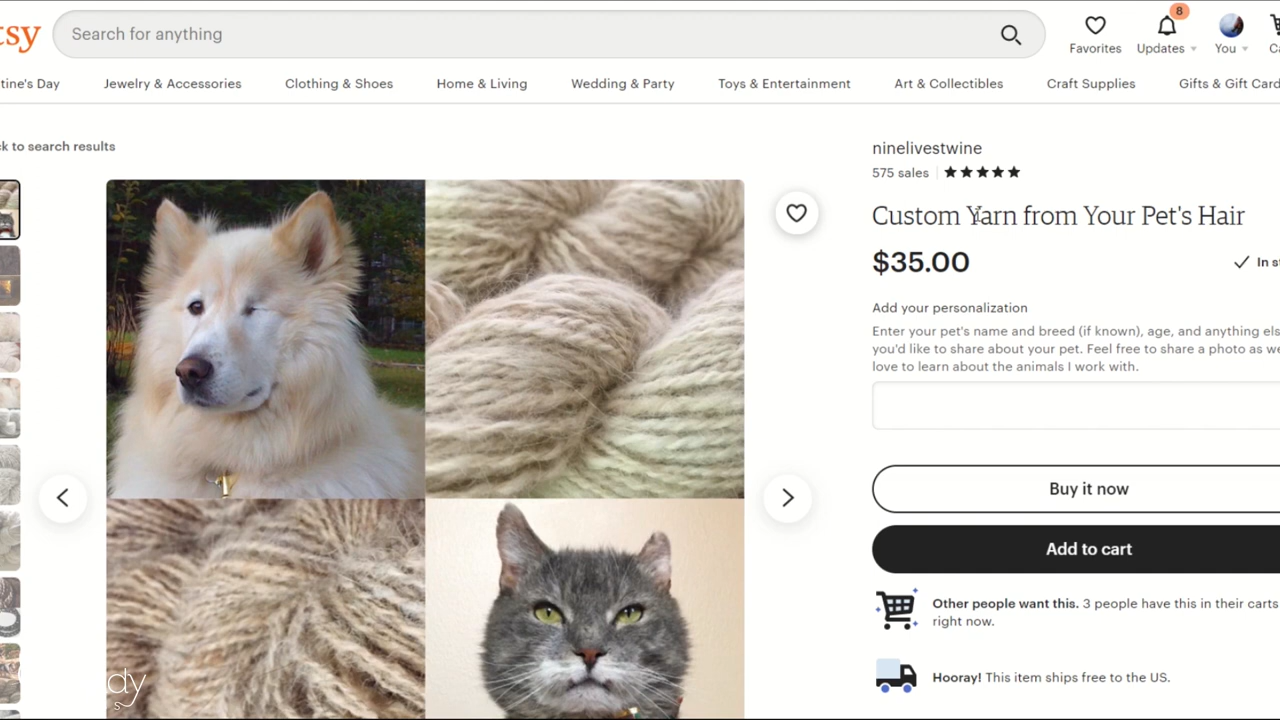 tsy
Search for anything
8
Favorites
Updates
You
Ca
tine's Day
Jewelry & Accessories
Clothing & Shoes
Home & Living
Wedding & Party
Toys & Entertainment
Art & Collectibles
Craft Supplies
Gifts & Gift Card
ck to search results
ninelivestwine
575 sales
Custom Yarn from Your Pet's Hair
$35.00
In st
Add your personalization
Enter your pet's name and breed (if known), age, and anything els
you'd like to share about your pet. Feel free to share a photo as we
love to learn about the animals I work with.
Buy it now
Add to cart
Other people want this. 3 people have this in their carts
right now.
Hooray! This item ships free to the US.